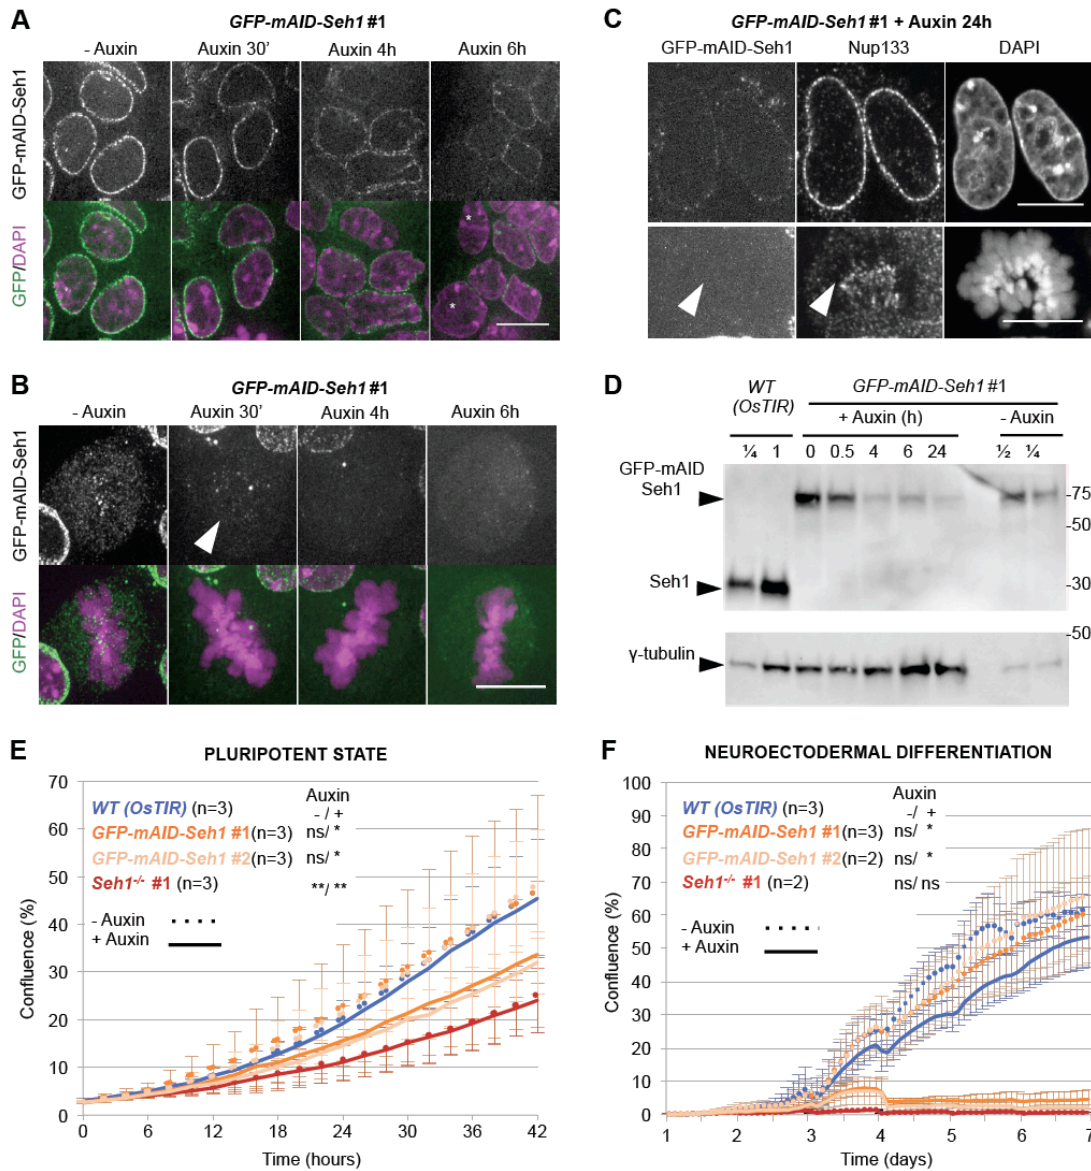 A
GFP-mAID-Seh1 #1
- Auxin
Auxin 30'
Auxin 4h
Auxin 6h
GFP-mAID-Seh1
GFP/DAPI
*
*
B
GFP-mAID-Seh1 #1
- Auxin
Auxin 30'
Auxin 4h
Auxin 6h
GFP-mAID-Seh1
GFP/DAPI
C
GFP-mAID-Seh1 #1 + Auxin 24h
GFP-mAID-Seh1
Nup133
DAPI
D
WT
(OsTIR)
GFP-mAID-Seh1 #1
+ Auxin (h)
- Auxin
¼ 1 0 0.5 4 6 24 ½ ¼
GFP-mAID
Seh1
-75
-50
Seh1
-30
-50
γ-tubulin
E
PLURIPOTENT STATE
70
60
50
40
30
20
10
0
Confluence (%)
WT (OsTIR) (n=3)
GFP-mAID-Seh1 #1(n=3)
GFP-mAID-Seh1 #2(n=3)
Seh1-/- #1 (n=3)
Auxin
- / +
ns/ *
ns/ *
**/ **
- Auxin
+ Auxin
0 6 12 18 24 30 36 42
Time (hours)
F
NEUROECTODERMAL DIFFERENTIATION
100
90
80
70
60
50
40
30
20
10
0
Confluence (%)
WT (OsTIR) (n=3)
GFP-mAID-Seh1 #1(n=3)
GFP-mAID-Seh1 #2(n=2)
Seh1-/- #1 (n=2)
Auxin
-/ +
ns/ *
ns/ *
ns/ ns
- Auxin
+ Auxin
1 2 3 4 5 6 7
Time (days)